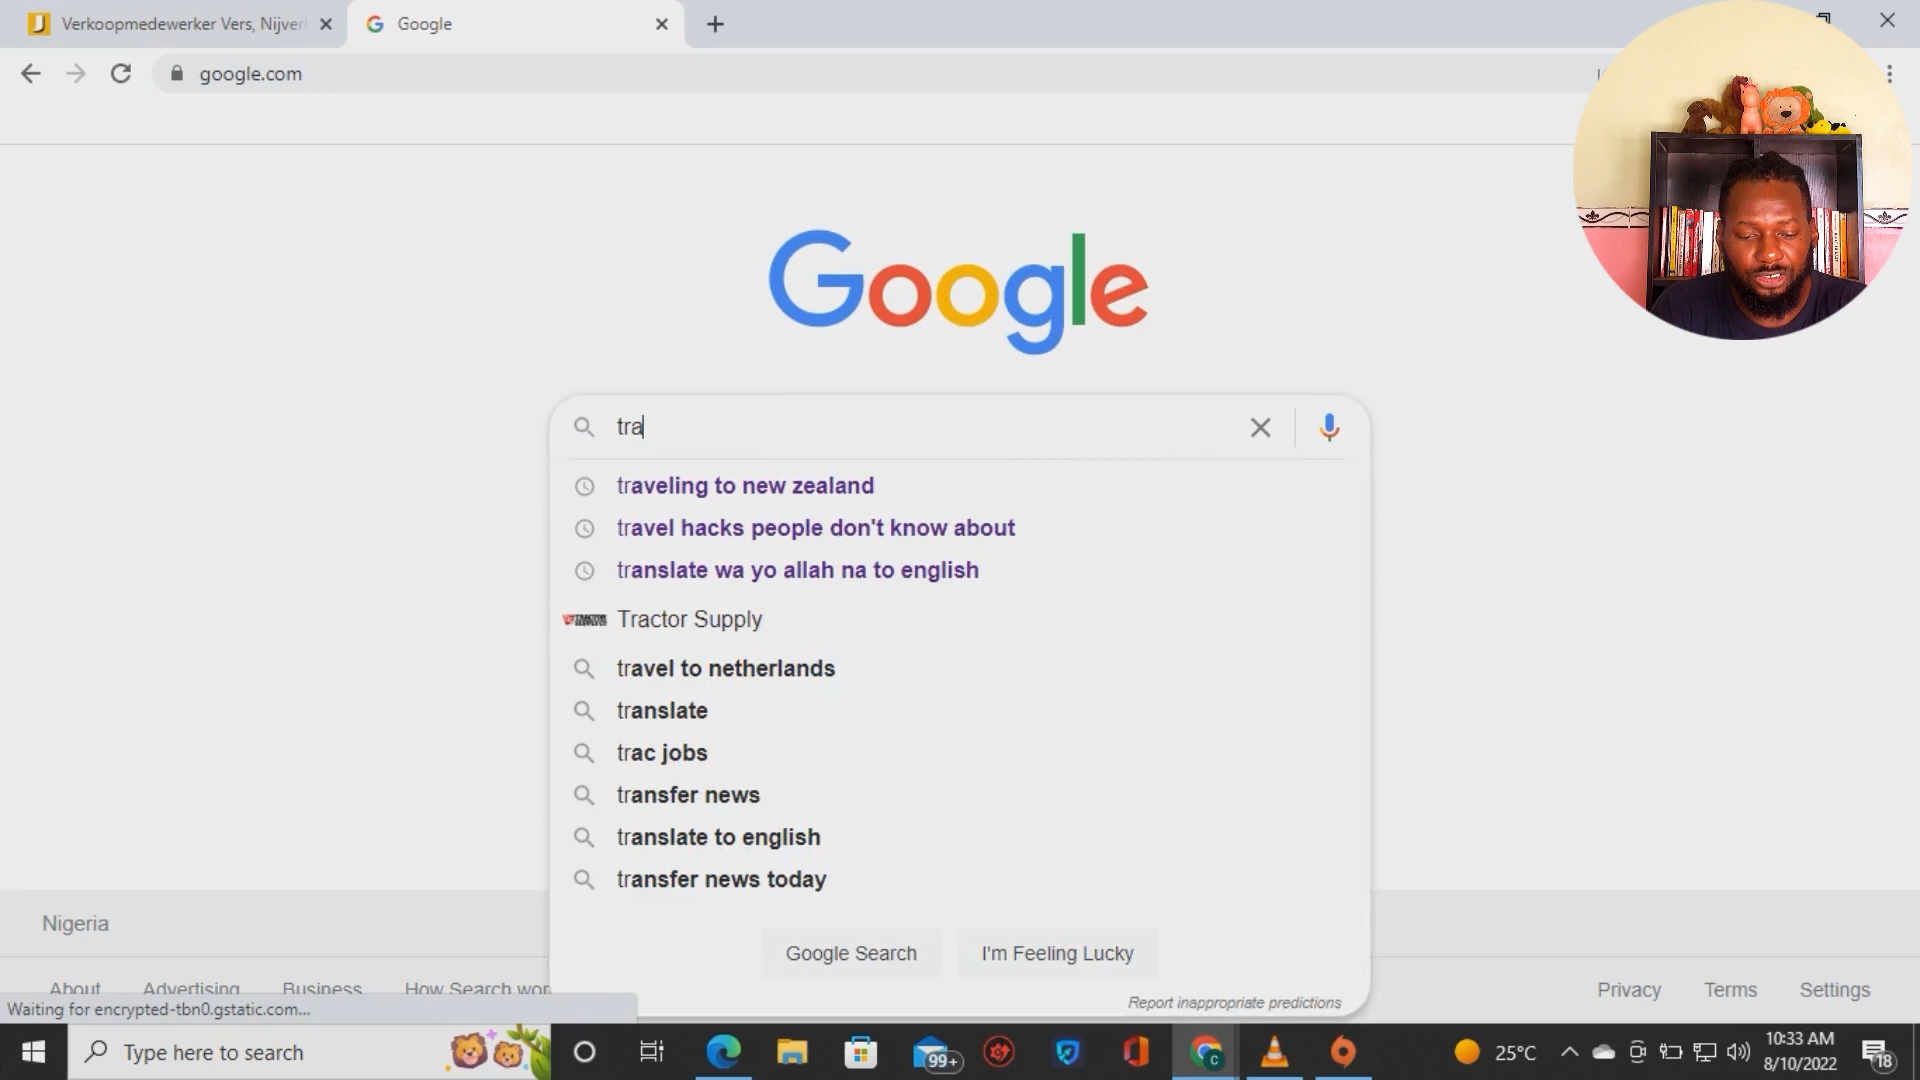 Verkoopmedewerker Vers, Nijver
Google
google.com
Google
tra
traveling to new zealand
travel hacks people don't know about
translate wa yo allah na to english
Tractor Supply
travel to netherlands
translate
trac jobs
transfer news
translate to english
transfer news today
Google Search
I'm Feeling Lucky
Report inappropriate predictions
Nigeria
About
Advertising
Business
How Search wor
Privacy
Terms
Settings
Waiting for encrypted-tbn0.gstatic.com...
Type here to search
99+
C
25°C
10:33 AM
8/10/2022
18